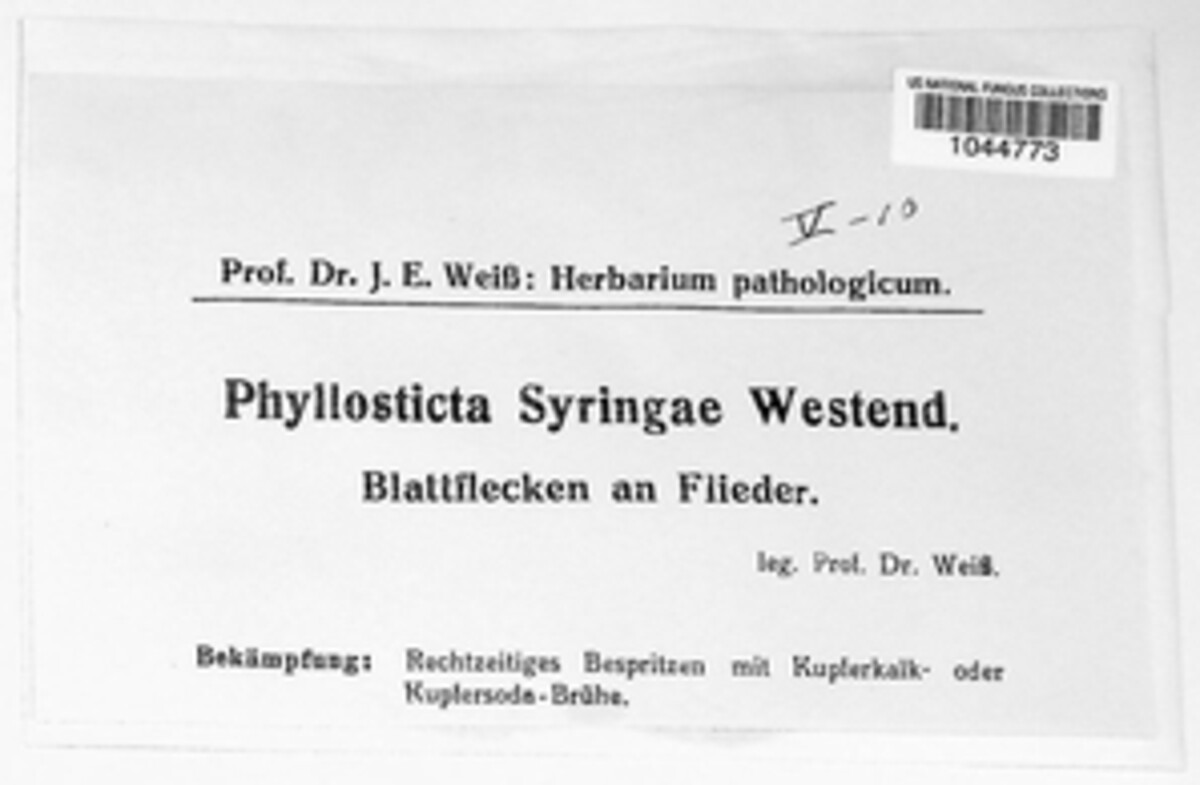 US NATIONAL FUNGUS COLLECTIONS
1044773
V - 10
Prof. Dr. J. E. Weiß: Herbarium pathologicum.
Phyllosticta Syringae Westend.
Blattflecken an Flieder.
leg. Prof. Dr. Weiß.
Bekämpfung: Rechtzeitiges Bespritzen mit Kupferkalk- oder
Kupfersoda-Brühe.